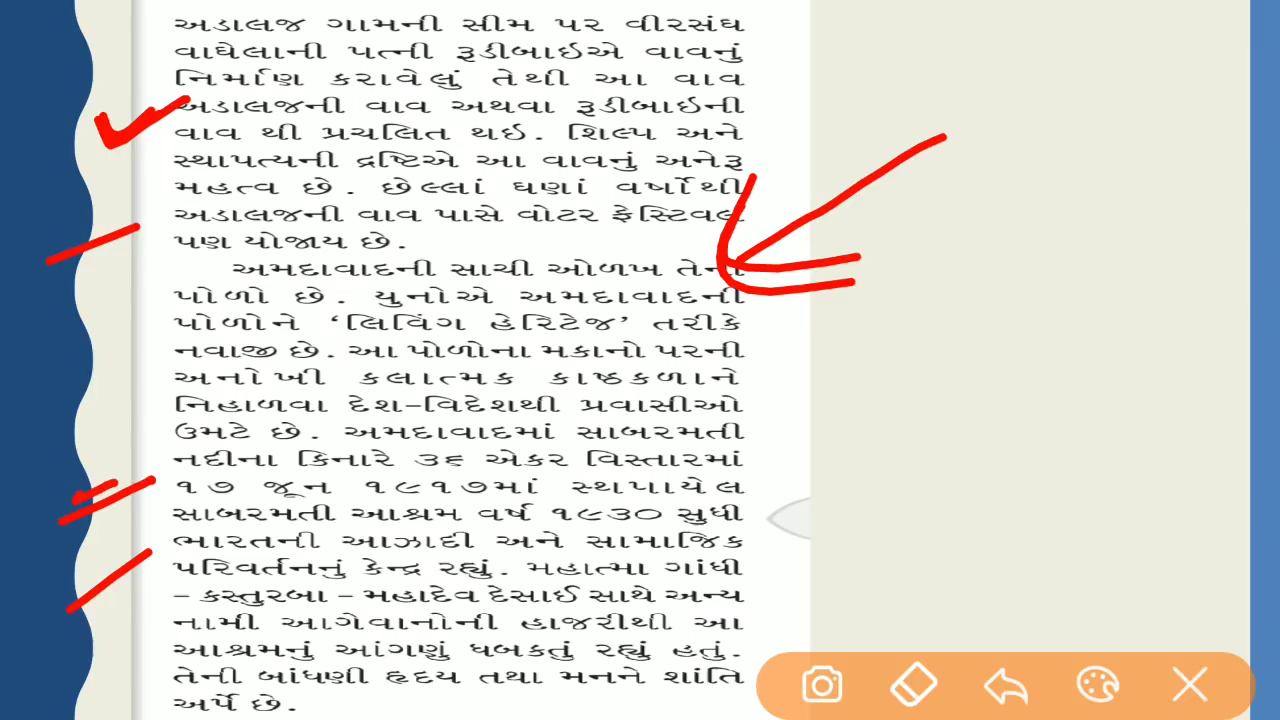 અડાલજ ગામની સીમ પર વીરસંઘ
વાઘેલાની પત્ની રૂડીબાઇએ વાવનું
નિર્માણ કરાવેલું તેથી આ વાવ
અડાલજની વાવ અથવા રૂડીબાઇની
વાવ થી પ્રચલિત થઇ. શિલ્પ અને
સ્થાપત્યની દ્રષ્ટિએ આ વાવનું અનેરૂ
મહત્વ છે. છેલ્લાં ઘણાં વર્ષોથી
અડાલજની વાવ પાસે વોટર ફેસ્ટિવલ
પણ યોજાય છે.
અમદાવાદની સાચી ઓળખ તેની
પોળો છે. યુનોએ અમદાવાદની
પોળોને ‘લિવિંગ હેરિટેજ’ તરીકે
નવાજી છે. આ પોળોના મકાનો પરની
અનોખી કલાત્મક કાષ્ઠકળાને
નિહાળવા દેશ-વિદેશથી પ્રવાસીઓ
ઉમટે છે. અમદાવાદમાં સાબરમતી
નદીના કિનારે ૩૬ એકર વિસ્તારમાં
૧૭ જૂન ૧૯૧૭માં સ્થપાયેલ
સાબરમતી આશ્રમ વર્ષ ૧૯૩૦ સુધી
ભારતની આઝાદી અને સામાજિક
પરિવર્તનનું કેન્દ્ર રહ્યું. મહાત્મા ગાંધી
- કસ્તુરબા - મહાદેવ દેસાઈ સાથે અન્ય
નામી આગેવાનોની હાજરીથી આ
આશ્રમનું આંગણું ધબકતું રહ્યું હતું.
તેની બાંધણી હૃદય તથા મનને શાંતિ
અર્પે છે.